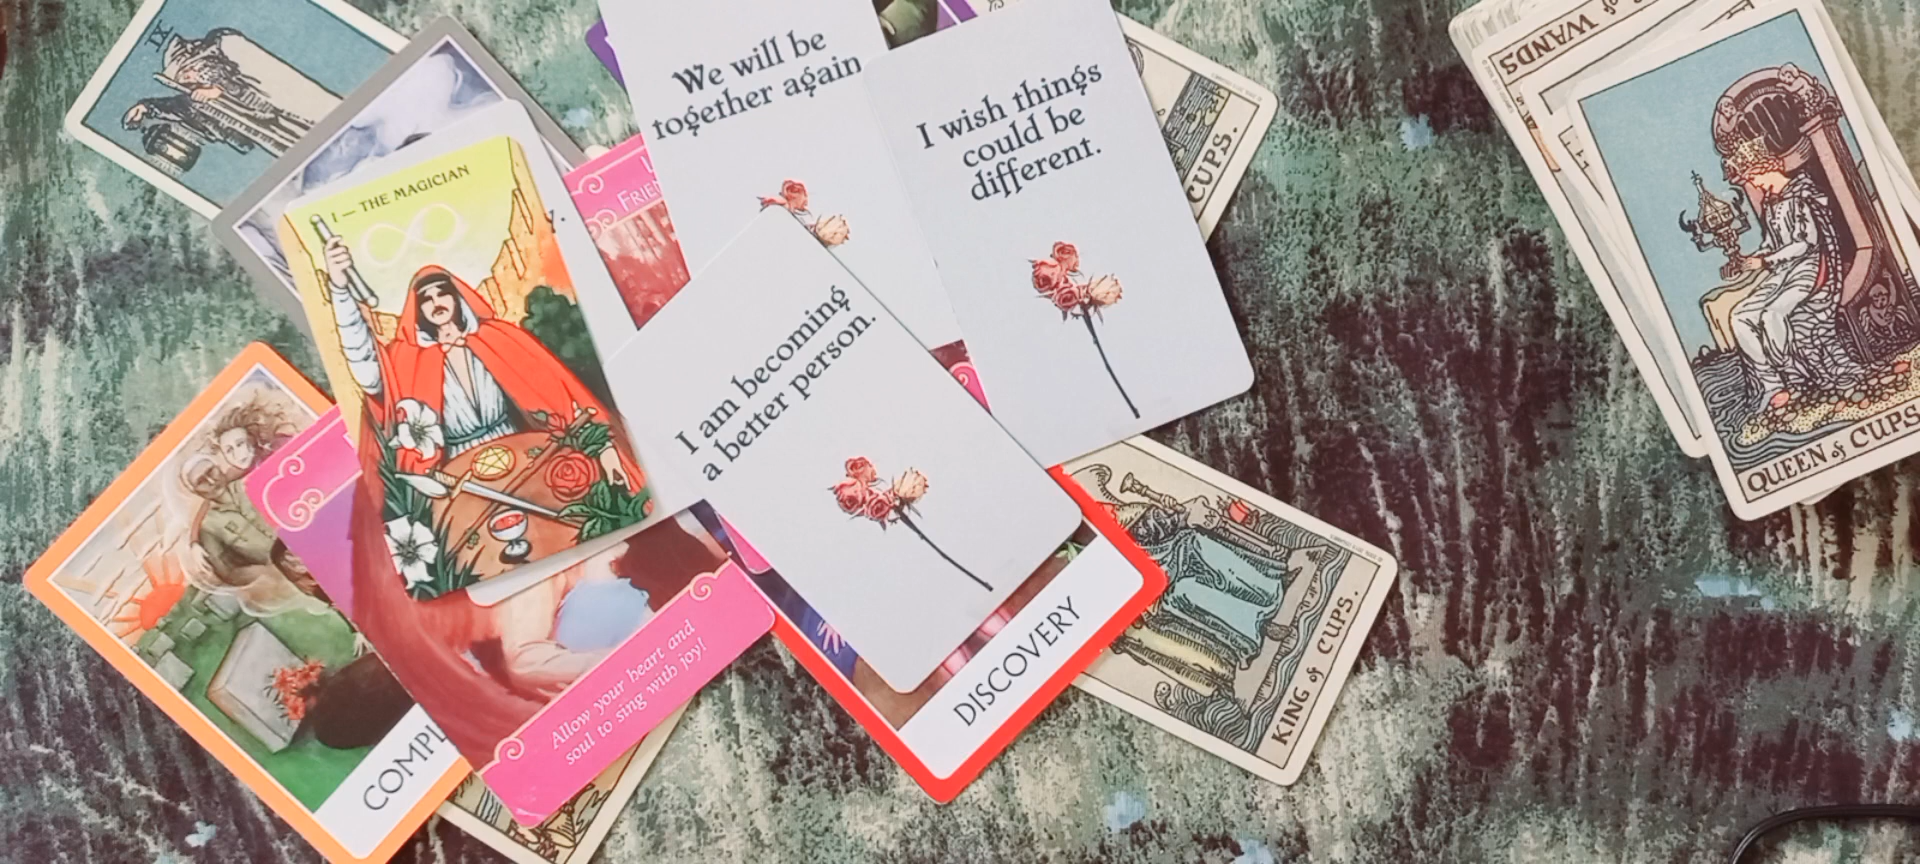 IX
I — THE MAGICIAN
We will be
together again
I wish things
could be
different.
I am becoming
a better person.
CUPS.
WANDS
QUEEN of CUPS
DISCOVERY
KING of CUPS.
Allow your heart and
soul to sing with joy!